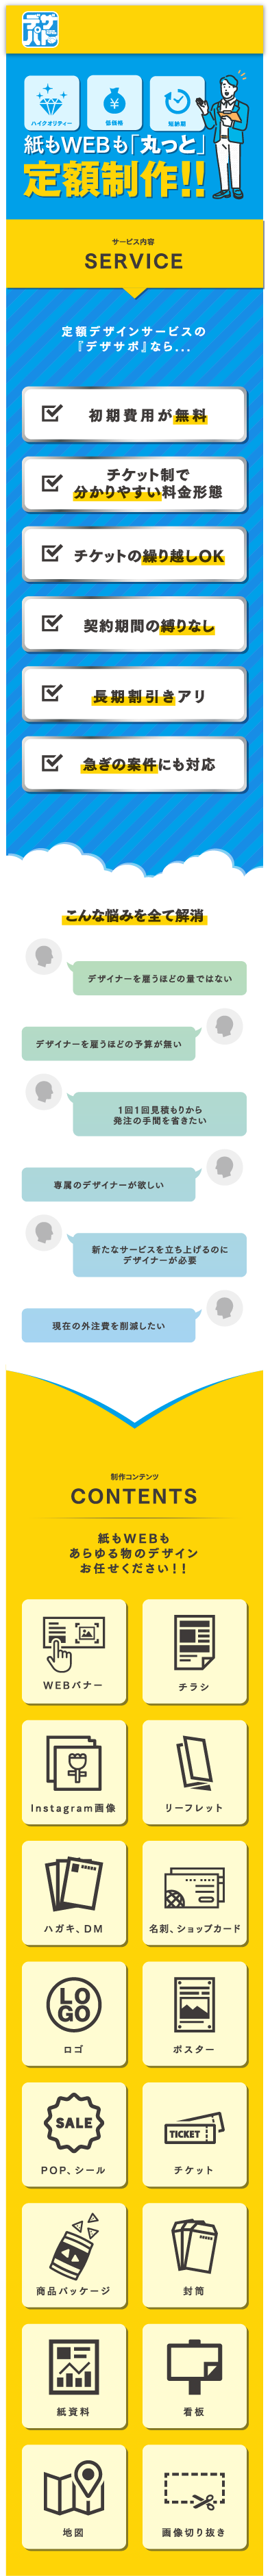 デザ
パト
ハイクオリティー
低価格
短納期
紙もWEBも「丸っと」
定額制作!!
サービス内容
SERVICE
定額デザインサービスの
『デザサポ』なら...
初期費用が無料
チケット制で
分かりやすい料金形態
チケットの繰り越しOK
契約期間の縛りなし
長期割引きアリ
急ぎの案件にも対応
こんな悩みを全て解消
デザイナーを雇うほどの量ではない
デザイナーを雇うほどの予算が無い
1回1回見積もりから
発注の手間を省きたい
専属のデザイナーが欲しい
新たなサービスを立ち上げるのに
デザイナーが必要
現在の外注費を削減したい
制作コンテンツ
CONTENTS
紙もWEBも
あらゆる物のデザイン
お任せください!!
WEBバナー
チラシ
Instagram画像
リーフレット
ハガキ、DM
名刺、ショップカード
LO
GO
ロゴ
ポスター
SALE
POP、シール
TICKET
チケット
商品パッケージ
封筒
紙資料
看板
地図
画像切り抜き